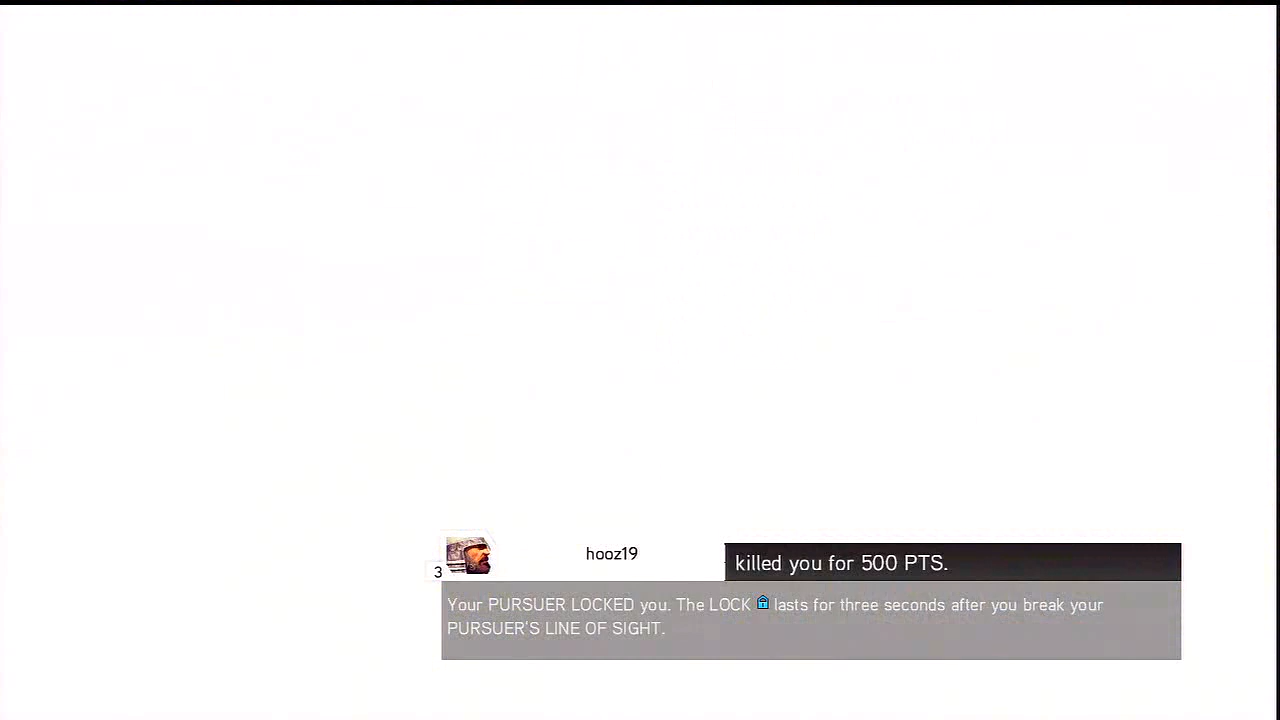 hooz19
killed you for 500 PTS.
3
Your PURSUER LOCKED you. The LOCK lasts for three seconds after you break your
PURSUER'S LINE OF SIGHT.